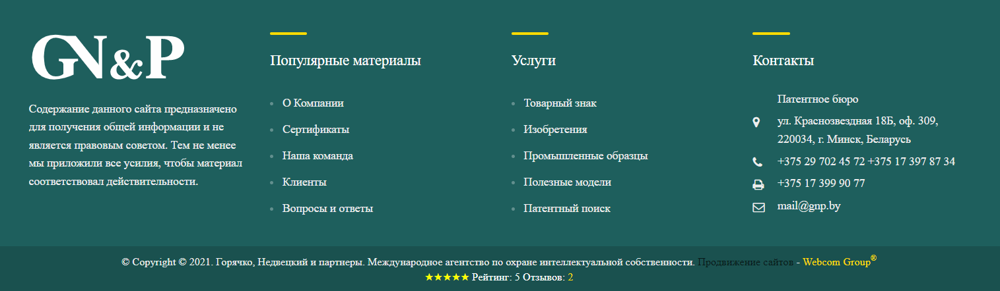 GN&P
Содержание данного сайта предназначено
для получения общей информации и не
является правовым советом. Тем не менее
мы приложили все усилия, чтобы материал
соответствовал действительности.
Популярные материалы
О Компании
Сертификаты
Наша команда
Клиенты
Вопросы и ответы
Услуги
Товарный знак
Изобретения
Промышленные образцы
Полезные модели
Патентный поиск
Контакты
Патентное бюро
ул. Краснозвездная 18Б, оф. 309,
220034, г. Минск, Беларусь
+375 29 702 45 72 +375 17 397 87 34
+375 17 399 90 77
mail@gnp.by
© Copyright © 2021. Горячко, Недвецкий и партнеры. Международное агентство по охране интеллектуальной собственности. Продвижение сайтов - Webcom Group®
★★★★★ Рейтинг: 5 Отзывов: 2